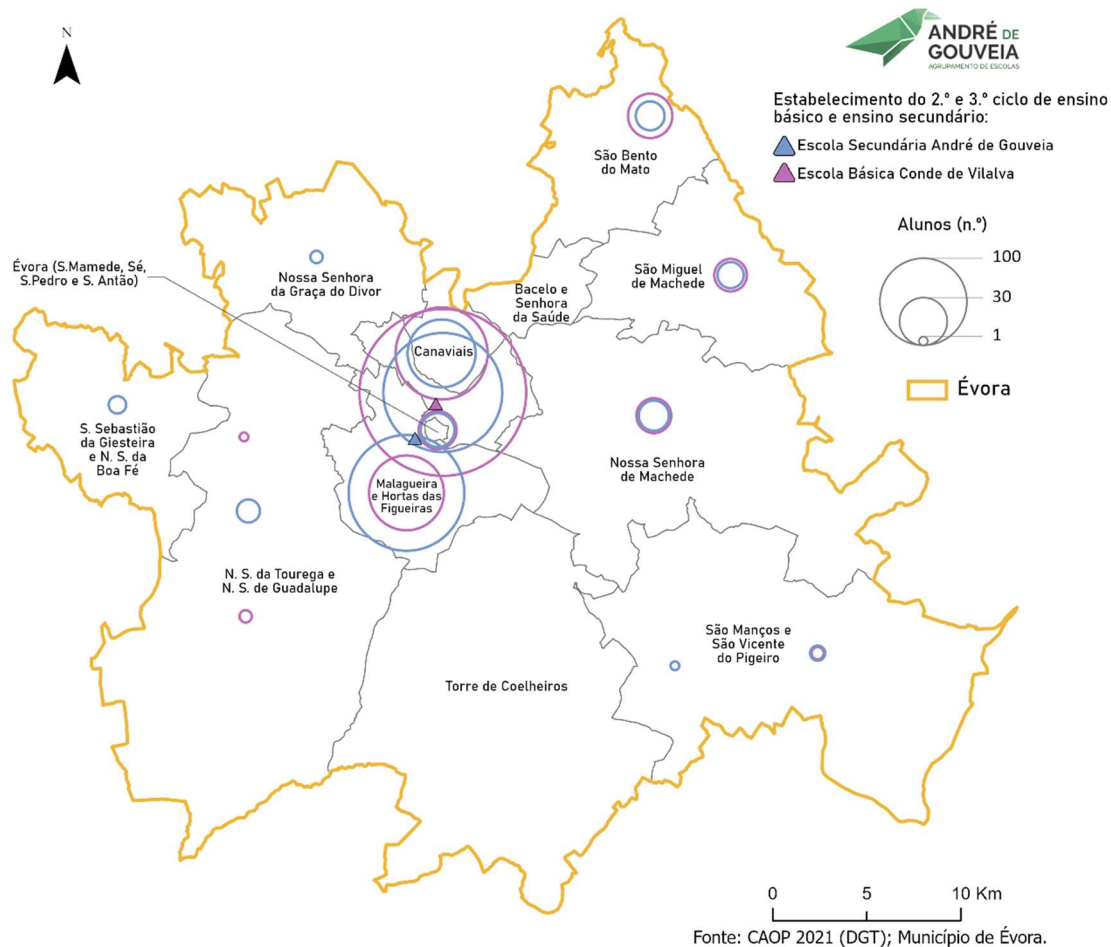 N
ANDRÉ DE
GOUVEIA
AGRUPAMENTO DE ESCOLAS
Estabelecimento do 2.º e 3.º ciclo de ensino
básico e ensino secundário:
Escola Secundária André de Gouveia
Escola Básica Conde de Vilalva
Alunos (n.º)
100
30
1
Évora
São Bento
do Mato
São Miguel
de Machede
Bacelo e
Senhora
da Saúde
Nossa Senhora
da Graça do Divor
Évora (S.Mamede, Sé,
S.Pedro e S. Antão)
Canaviais
S. Sebastião
da Giesteira
e N. S. da
Boa Fé
Malagueira
e Hortas das
Figueiras
Nossa Senhora
de Machede
N. S. da Tourega e
N. S. de Guadalupe
São Manços e
São Vicente
do Pigeiro
Torre de Coelheiros
0 5 10 Km
Fonte: CAOP 2021 (DGT); Município de Évora.